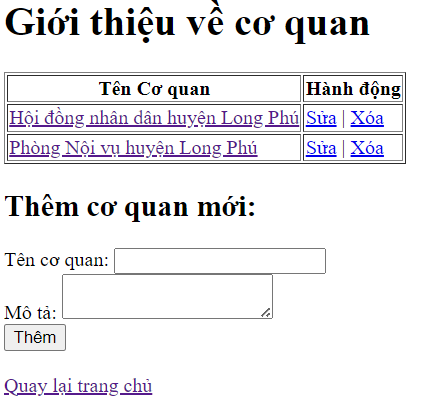 Giới thiệu về cơ quan
Tên Cơ quan Hành động
Hội đồng nhân dân huyện Long Phú Sửa | Xóa
Phòng Nội vụ huyện Long Phú Sửa | Xóa
Thêm cơ quan mới:
Tên cơ quan:
Mô tả:
Thêm
Quay lại trang chủ